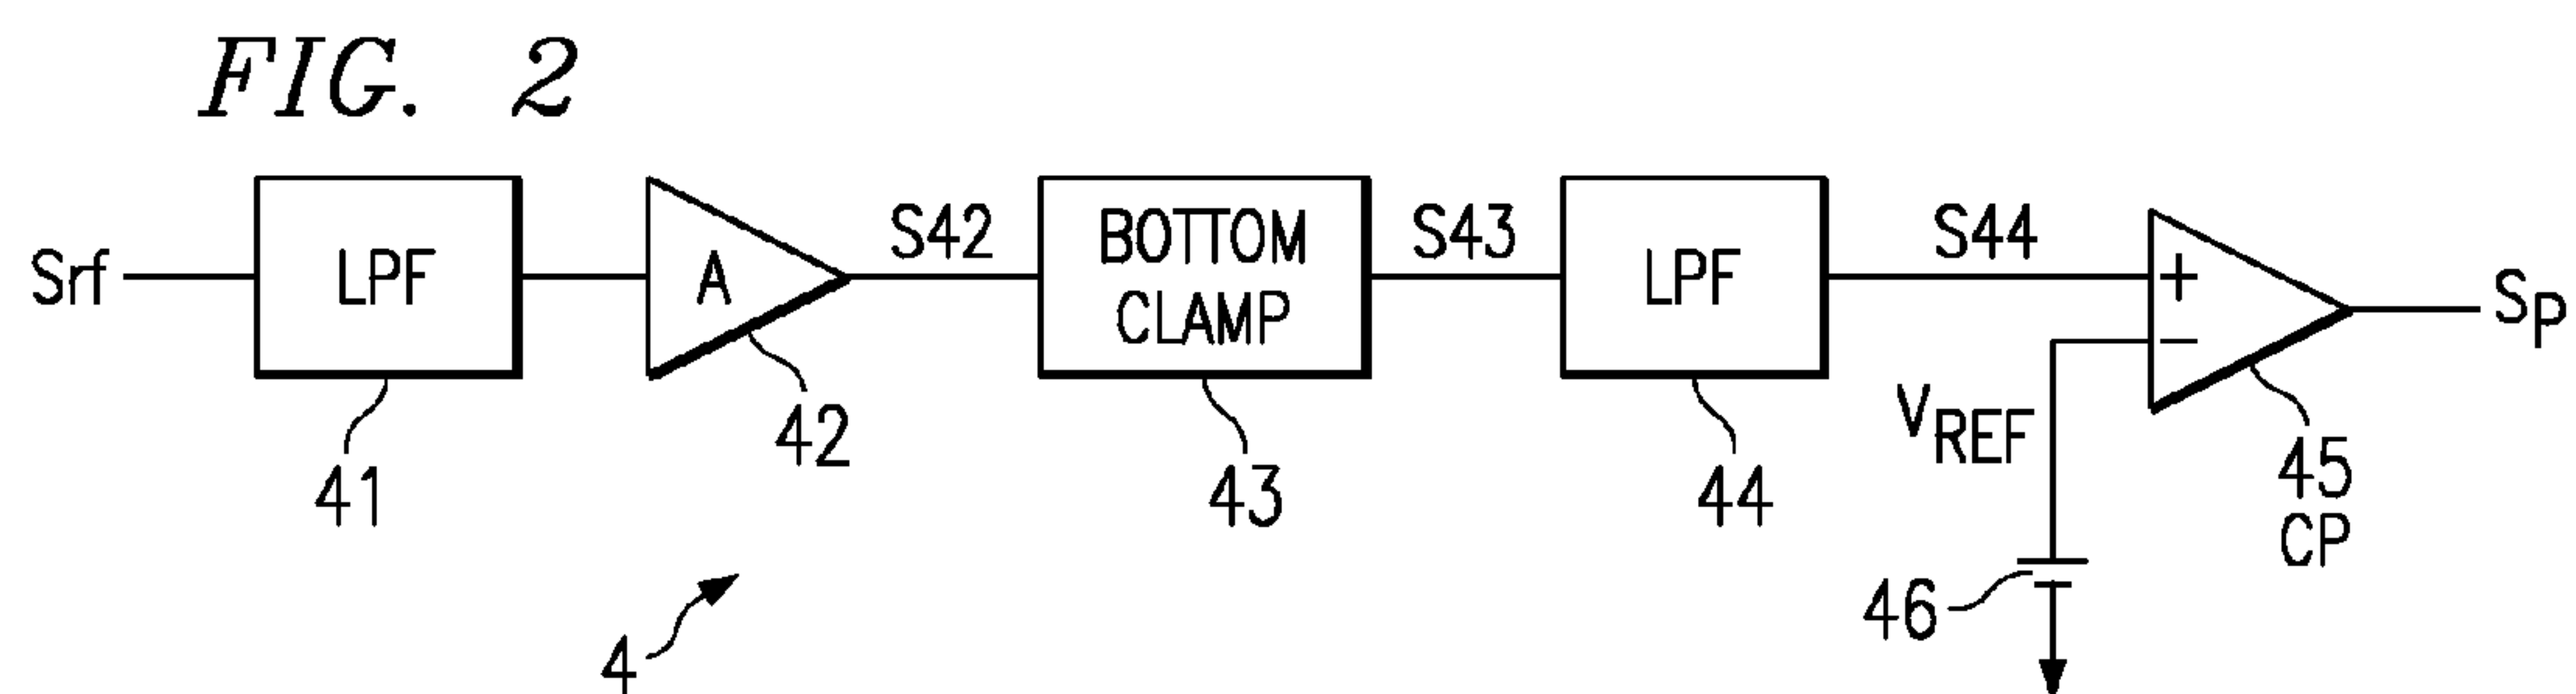 FIG. 2
Srf
LPF
A
S42
BOTTOM
CLAMP
S43
LPF
S44
+
−
SP
VREF
41
42
43
44
45
CP
46
4